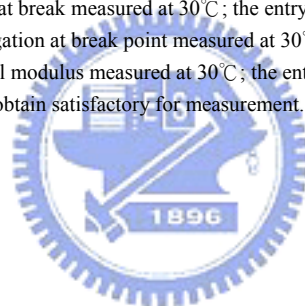 at break measured at 30℃; the entry
gation at break point measured at 30°
l modulus measured at 30℃; the ent
obtain satisfactory for measurement.
1896